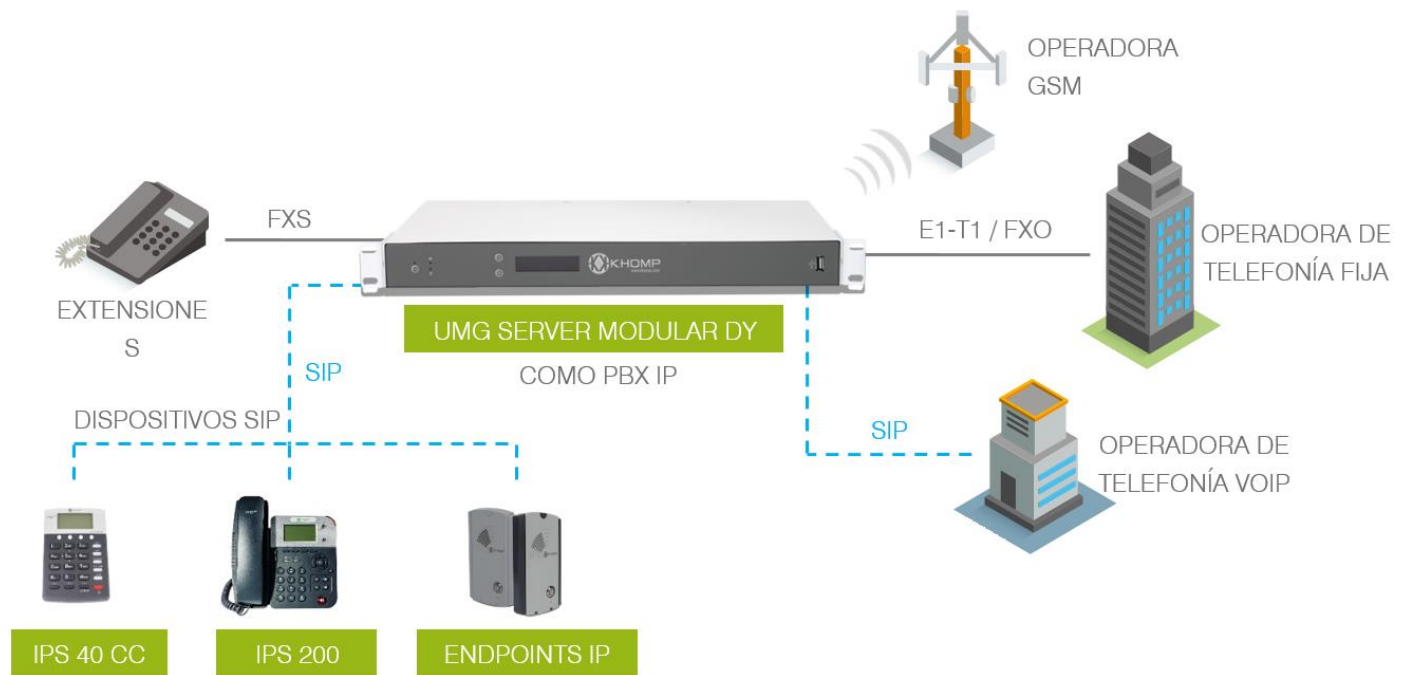 OPERADORA
GSM
FXS
E1-T1 / FXO
OPERADORA DE
TELEFONÍA FIJA
KHOMP
EXTENSIONE
S
UMG SERVER MODULAR DY
COMO PBX IP
SIP
DISPOSITIVOS SIP
SIP
OPERADORA DE
TELEFONÍA VOIP
IPS 40 CC
IPS 200
ENDPOINTS IP